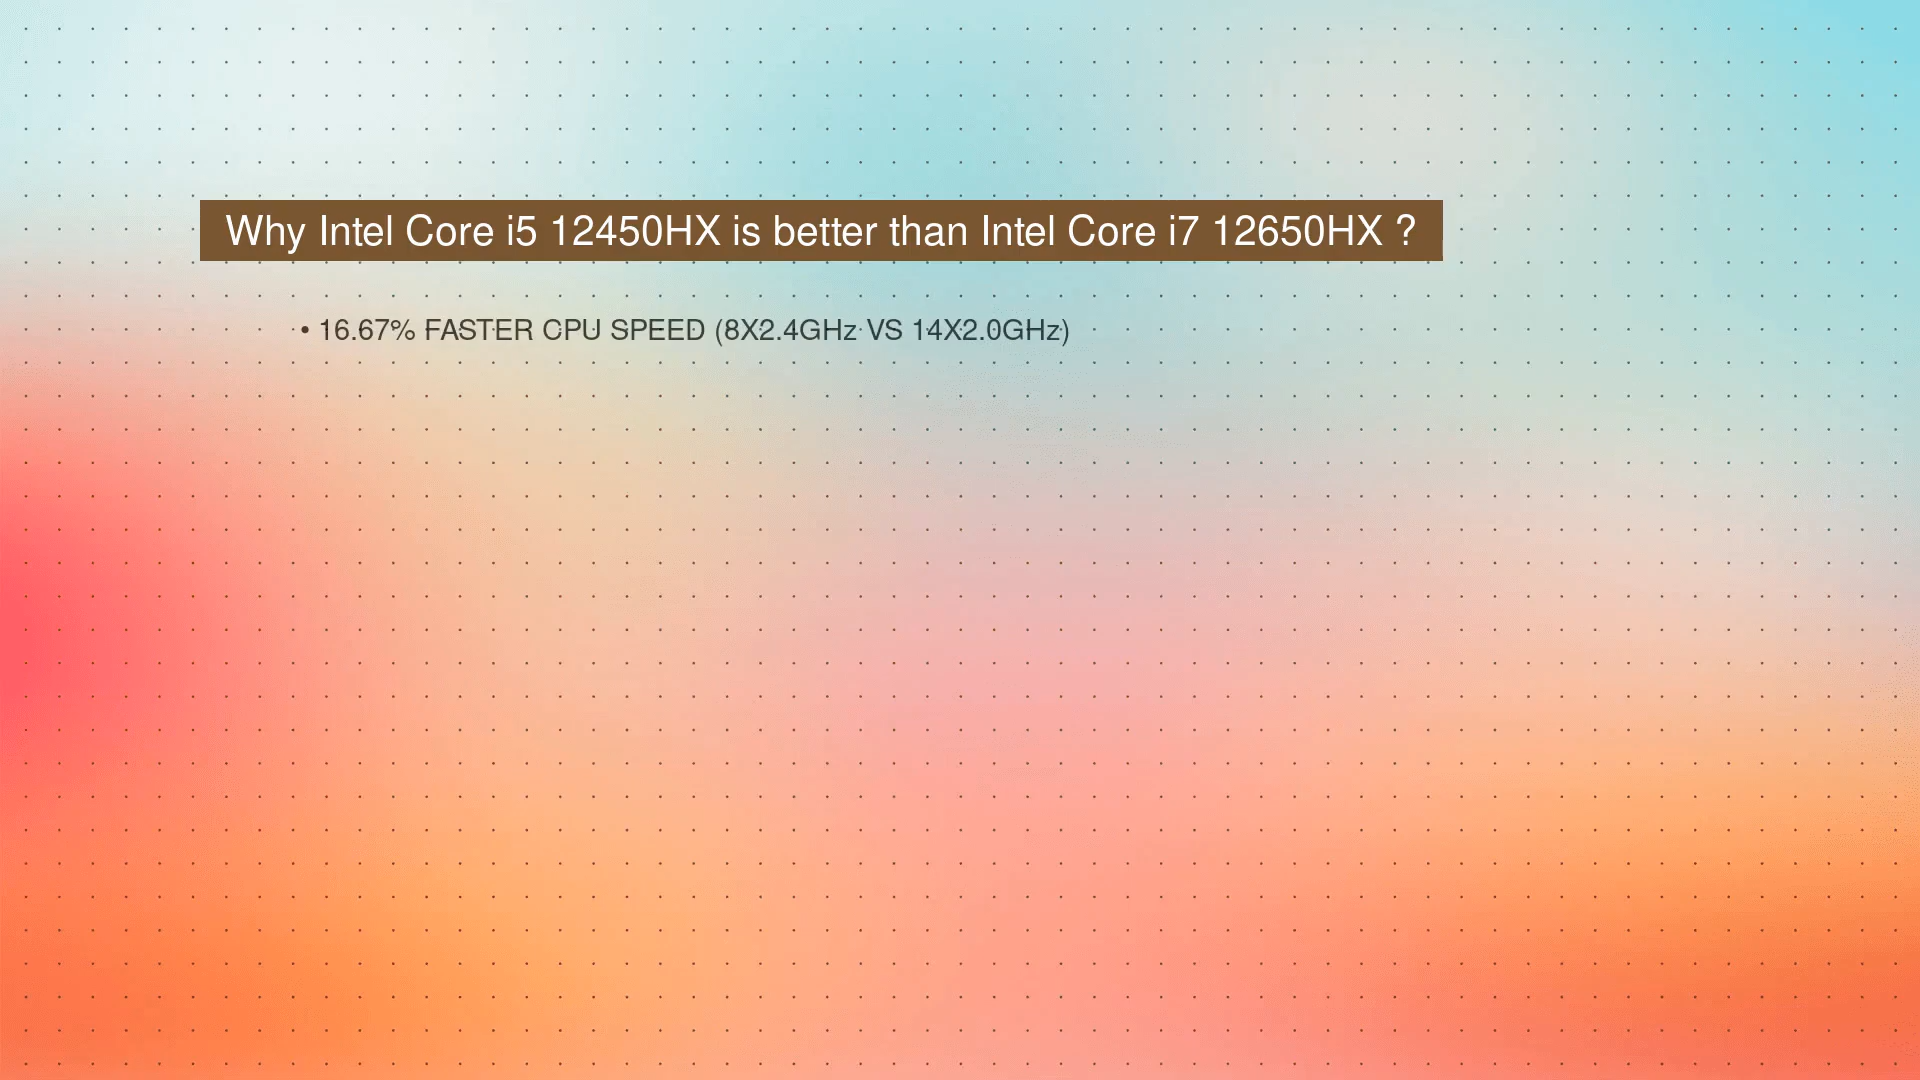 Why Intel Core i5 12450HX is better than Intel Core i7 12650HX ?
• 16.67% FASTER CPU SPEED (8X2.4GHz VS 14X2.0GHz)